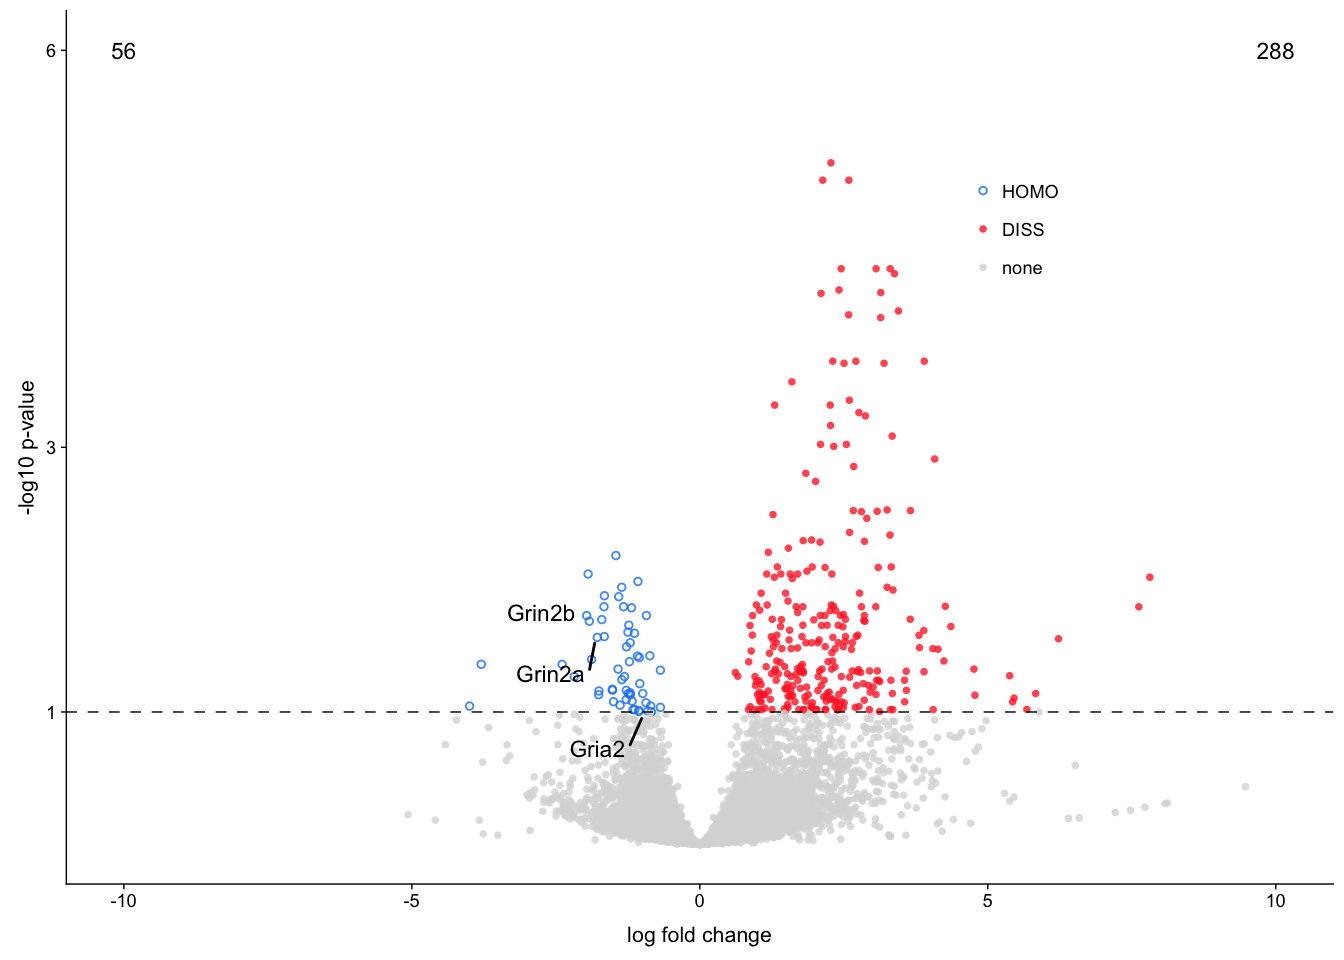 6
56
288
HOMO
DISS
none
-log10 p-value
3
Grin2b
Grin2a
1
Gria2
-10
-5
0
5
10
log fold change